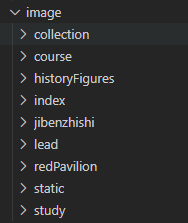 image
collection
course
historyFigures
index
jibenzhishi
lead
redPavilion
static
study